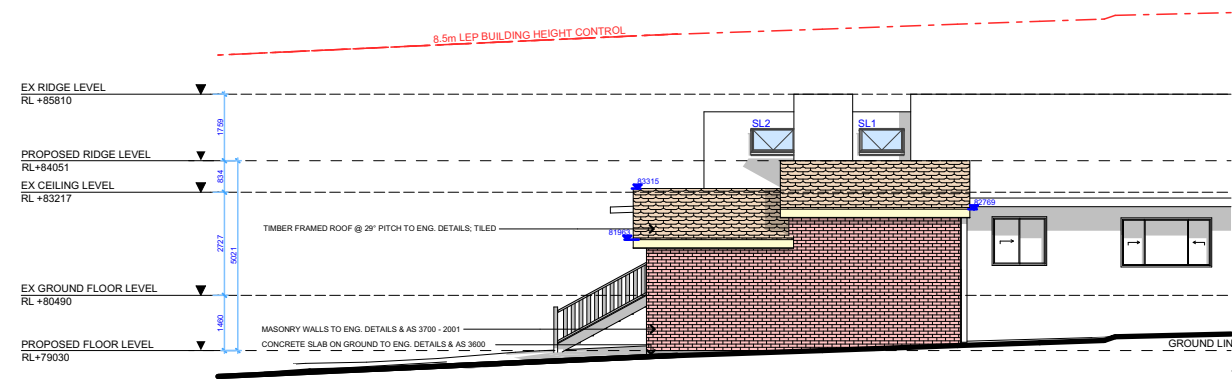 8.5m LEP BUILDING HEIGHT CONTROL
EX RIDGE LEVEL
RL +85810
1759
SL2
SL1
PROPOSED RIDGE LEVEL
RL+84051
834
EX CEILING LEVEL
RL +83217
83315
82769
TIMBER FRAMED ROOF @ 29° PITCH TO ENG. DETAILS; TILED
81963
2727
5021
EX GROUND FLOOR LEVEL
RL +80490
1460
MASONRY WALLS TO ENG. DETAILS & AS 3700 - 2001
CONCRETE SLAB ON GROUND TO ENG. DETAILS & AS 3600
PROPOSED FLOOR LEVEL
RL+79030
GROUND LIN